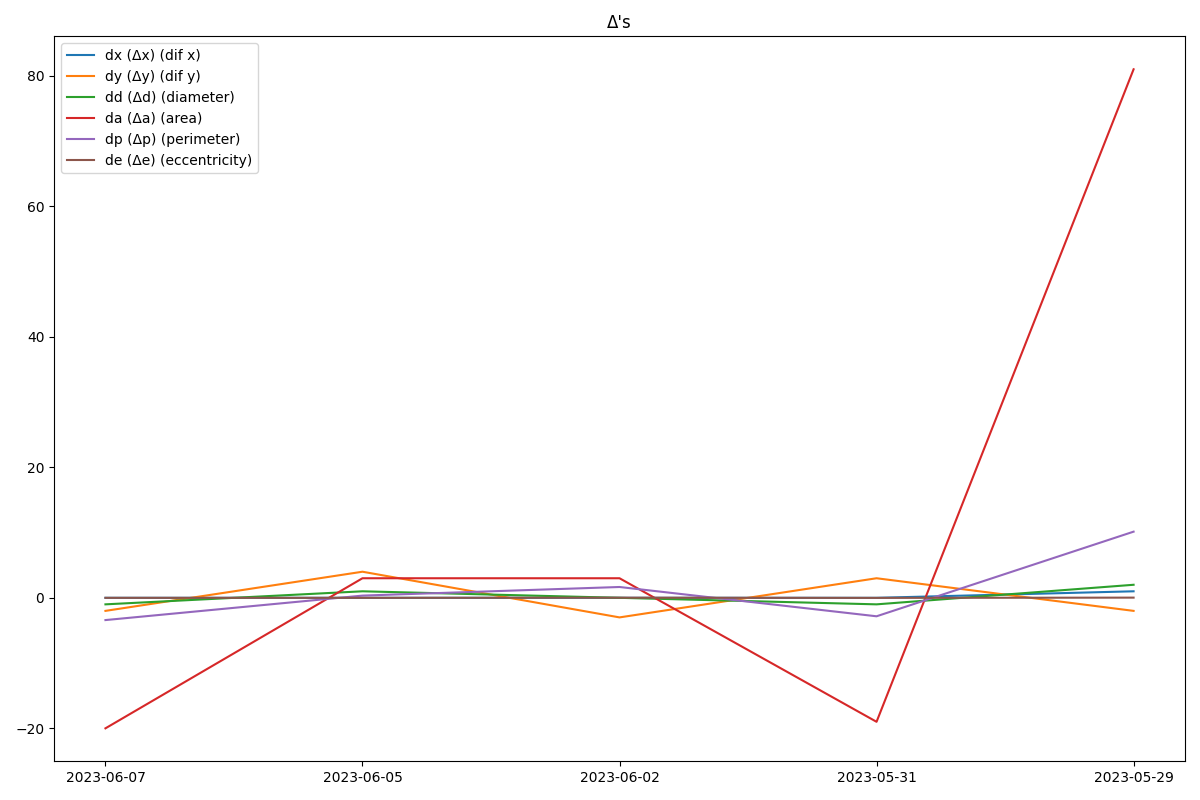 Δ's
dx (Δx) (dif x)
dy (Δy) (dif y)
dd (Δd) (diameter)
da (Δa) (area)
dp (Δp) (perimeter)
de (Δe) (eccentricity)
80
60
40
20
0
−20
2023-06-07 2023-06-05 2023-06-02 2023-05-31 2023-05-29